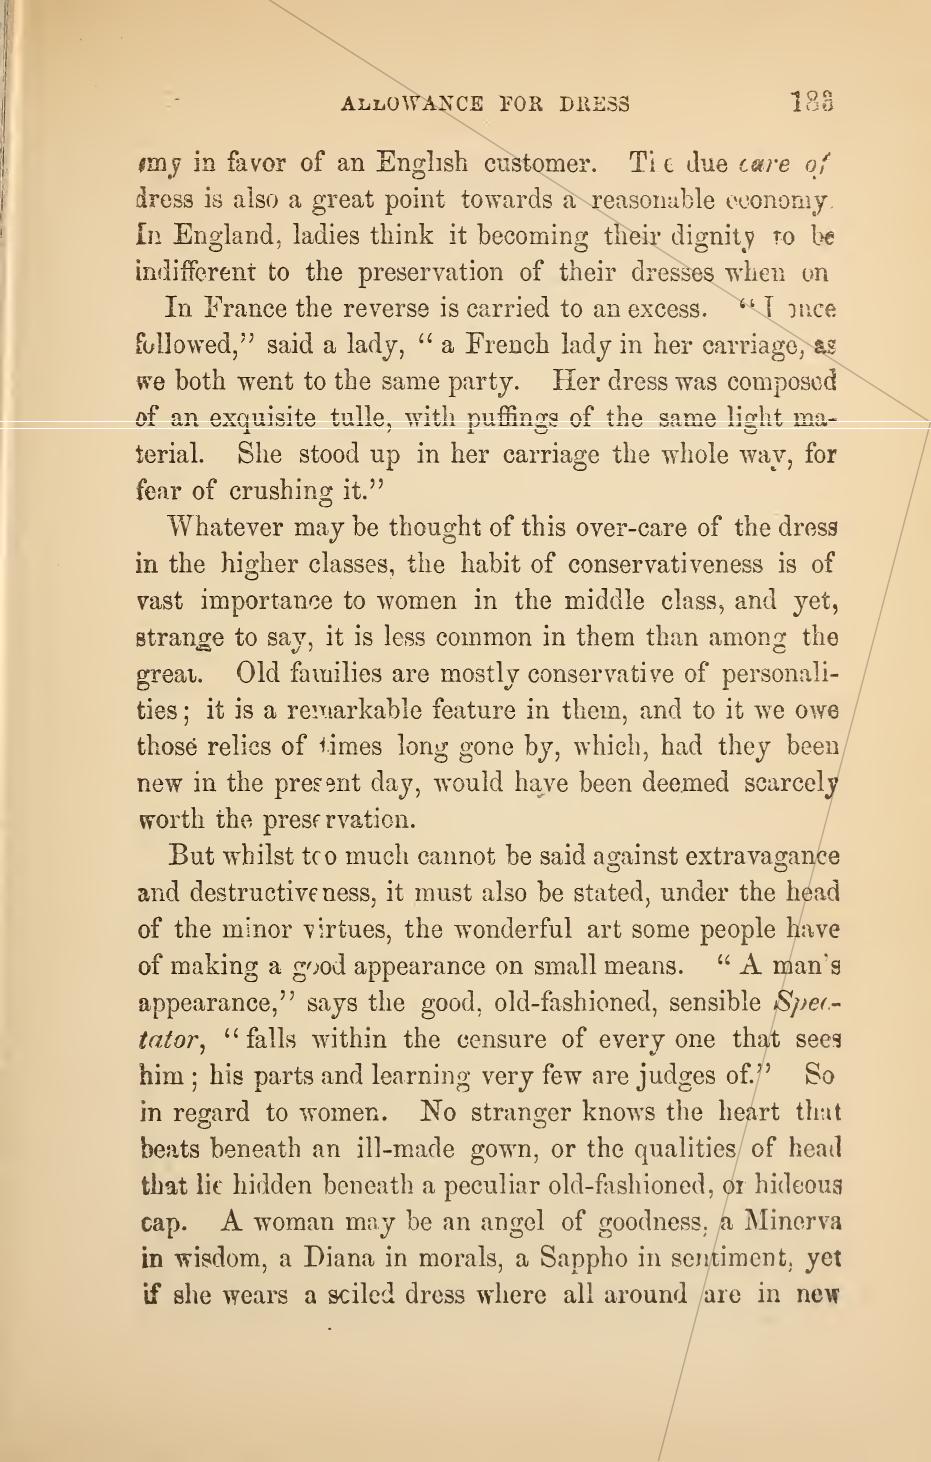 ALLOWANCE FOR DRESS 183
my in favor of an English customer. The due care of
dress is also a great point towards a reasonable economy.
In England, ladies think it becoming their dignity to be
indifferent to the preservation of their dresses when on
In France the reverse is carried to an excess. “I once
followed,” said a lady, “a French lady in her carriage, as
we both went to the same party. Her dress was composed
of an exquisite tulle, with puffings of the same light ma-
terial. She stood up in her carriage the whole way, for
fear of crushing it.”
Whatever may be thought of this over-care of the dress
in the higher classes, the habit of conservativeness is of
vast importance to women in the middle class, and yet,
strange to say, it is less common in them than among the
great. Old families are mostly conservative of personali-
ties; it is a remarkable feature in them, and to it we owe
those relics of times long gone by, which, had they been
new in the present day, would have been deemed scarcely
worth the preservation.
But whilst too much cannot be said against extravagance
and destructiveness, it must also be stated, under the head
of the minor virtues, the wonderful art some people have
of making a good appearance on small means. “A man's
appearance,” says the good, old-fashioned, sensible Spec-
tator, “falls within the censure of every one that sees
him; his parts and learning very few are judges of.” So
in regard to women. No stranger knows the heart that
beats beneath an ill-made gown, or the qualities of head
that lie hidden beneath a peculiar old-fashioned, or hideous
cap. A woman may be an angel of goodness, a Minerva
in wisdom, a Diana in morals, a Sappho in sentiment, yet
if she wears a soiled dress where all around are in new